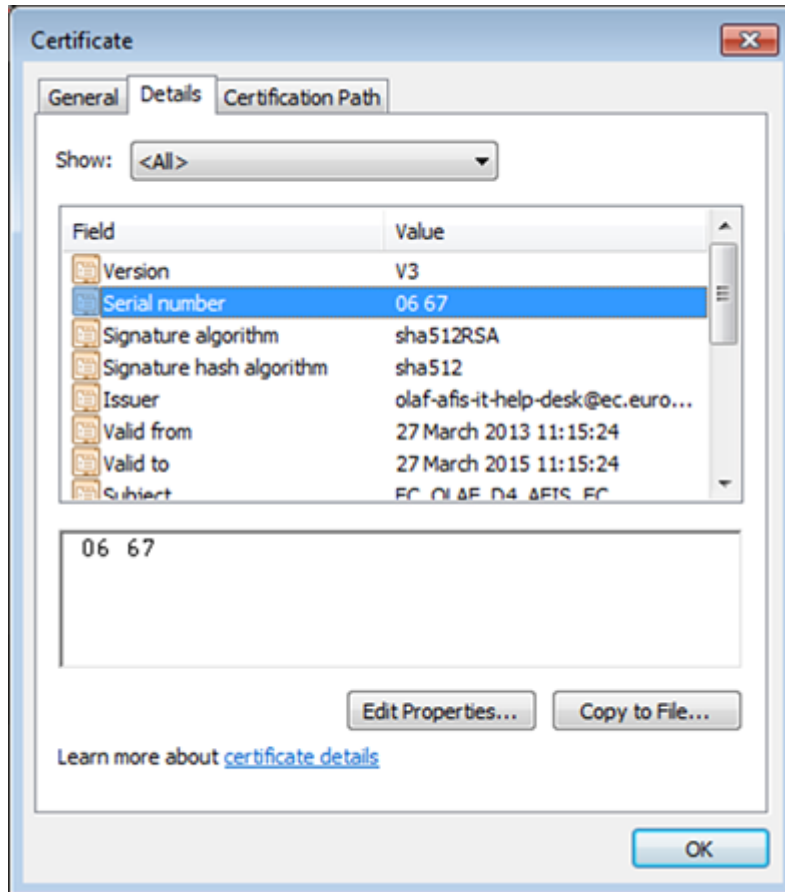 Certificate
General Details Certification Path
Show: <All>
Field Value
Version V3
Serial number 06 67
Signature algorithm sha512RSA
Signature hash algorithm sha512
Issuer olaf-afis-it-help-desk@ec.euro...
Valid from 27 March 2013 11:15:24
Valid to 27 March 2015 11:15:24
Subject EC_OLAF_D4_AFIS_EC
06 67
Edit Properties... Copy to File...
Learn more about certificate details
OK